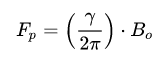 F_p = (γ / 2π) · B_o